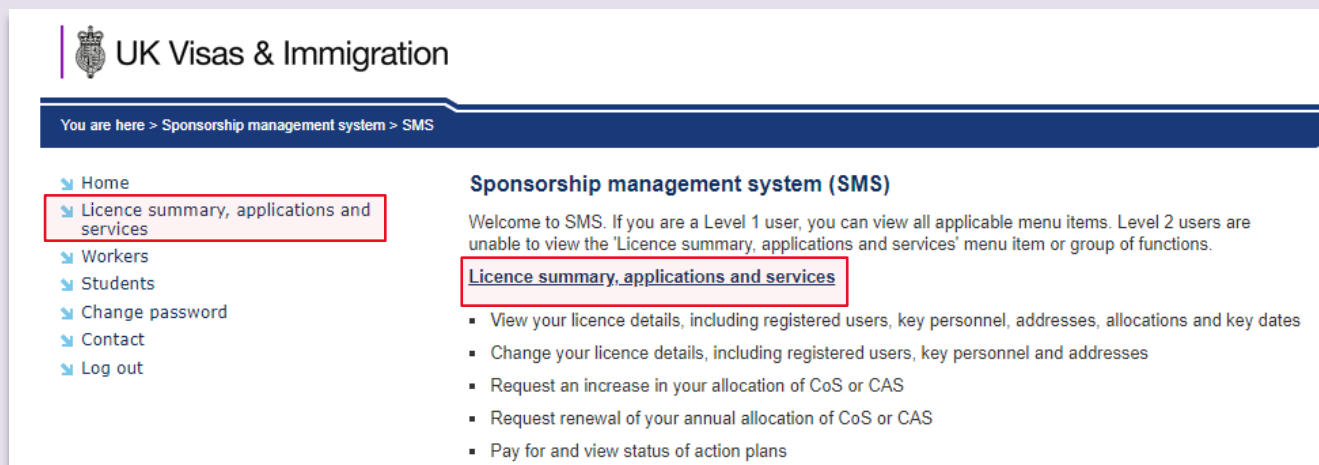 UK Visas & Immigration
You are here > Sponsorship management system > SMS
Home
Licence summary, applications and
services
Workers
Students
Change password
Contact
Log out
Sponsorship management system (SMS)
Welcome to SMS. If you are a Level 1 user, you can view all applicable menu items. Level 2 users are
unable to view the 'Licence summary, applications and services' menu item or group of functions.
Licence summary, applications and services
▪ View your licence details, including registered users, key personnel, addresses, allocations and key dates
▪ Change your licence details, including registered users, key personnel and addresses
▪ Request an increase in your allocation of CoS or CAS
▪ Request renewal of your annual allocation of CoS or CAS
▪ Pay for and view status of action plans